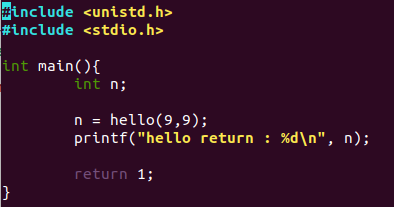 #include <unistd.h>
#include <stdio.h>
int main(){
int n;
n = hello(9,9);
printf("hello return : %d\n", n);
return 1;
}